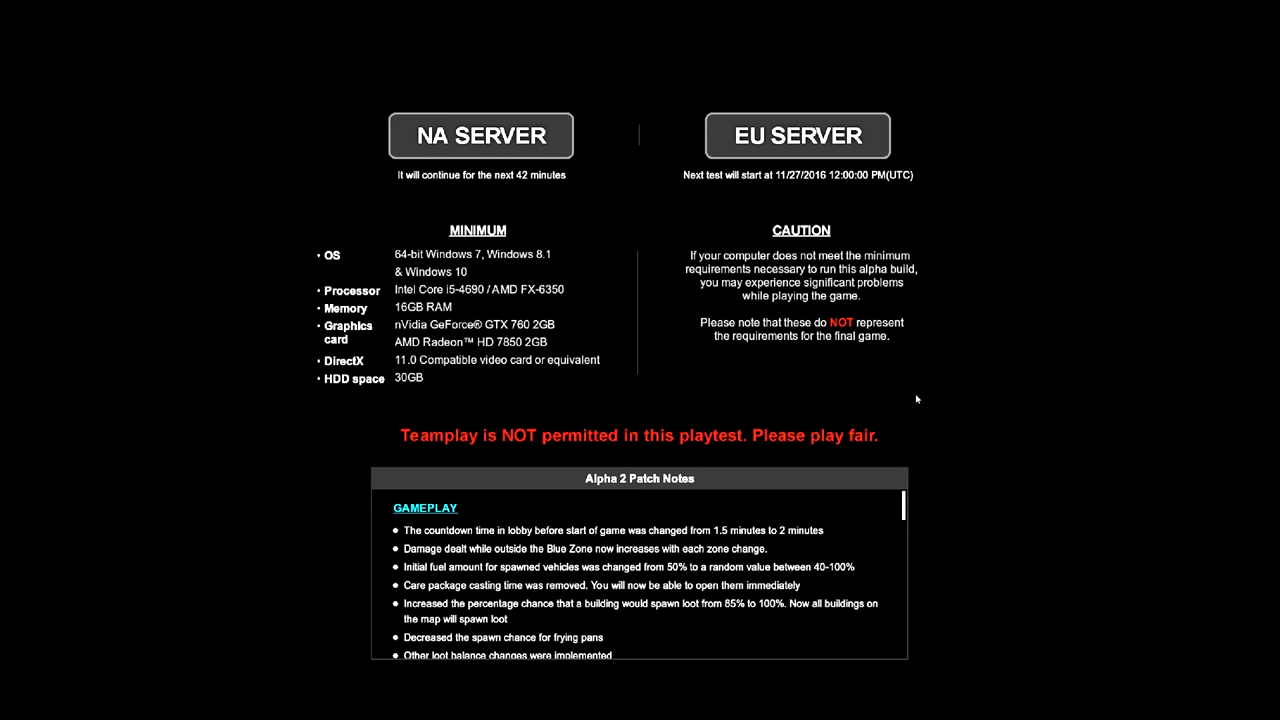 NA SERVER
EU SERVER
It will continue for the next 42 minutes
Next test will start at 11/27/2016 12:00:00 PM(UTC)
MINIMUM
• OS 64-bit Windows 7, Windows 8.1
& Windows 10
• Processor Intel Core i5-4690 / AMD FX-6350
• Memory 16GB RAM
• Graphics nVidia GeForce® GTX 760 2GB
card AMD Radeon™ HD 7850 2GB
• DirectX 11.0 Compatible video card or equivalent
• HDD space 30GB
CAUTION
If your computer does not meet the minimum
requirements necessary to run this alpha build,
you may experience significant problems
while playing the game.
Please note that these do NOT represent
the requirements for the final game.
Teamplay is NOT permitted in this playtest. Please play fair.
Alpha 2 Patch Notes
GAMEPLAY
● The countdown time in lobby before start of game was changed from 1.5 minutes to 2 minutes
● Damage dealt while outside the Blue Zone now increases with each zone change.
● Initial fuel amount for spawned vehicles was changed from 50% to a random value between 40-100%
● Care package casting time was removed. You will now be able to open them immediately
● Increased the percentage chance that a building would spawn loot from 85% to 100%. Now all buildings on
the map will spawn loot
● Decreased the spawn chance for frying pans
● Other loot balance changes were implemented